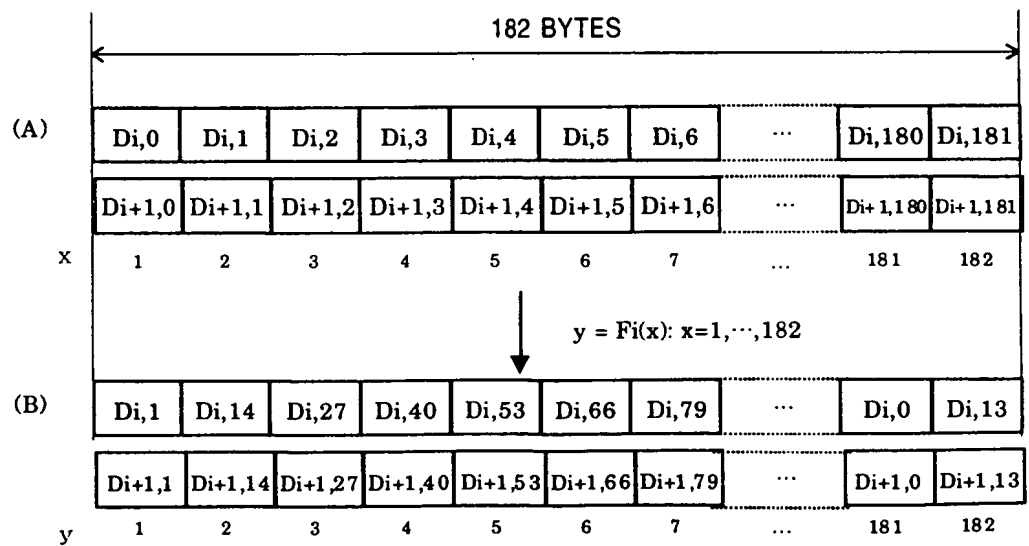 182 BYTES
(A) Di,0 Di,1 Di,2 Di,3 Di,4 Di,5 Di,6 ... Di,180 Di,181
Di+1,0 Di+1,1 Di+1,2 Di+1,3 Di+1,4 Di+1,5 Di+1,6 ... Di+1,180 Di+1,181
x 1 2 3 4 5 6 7 ... 181 182
y = Fi(x): x=1,...,182
(B) Di,1 Di,14 Di,27 Di,40 Di,53 Di,66 Di,79 ... Di,0 Di,13
Di+1,1 Di+1,14 Di+1,27 Di+1,40 Di+1,53 Di+1,66 Di+1,79 ... Di+1,0 Di+1,13
y 1 2 3 4 5 6 7 ... 181 182